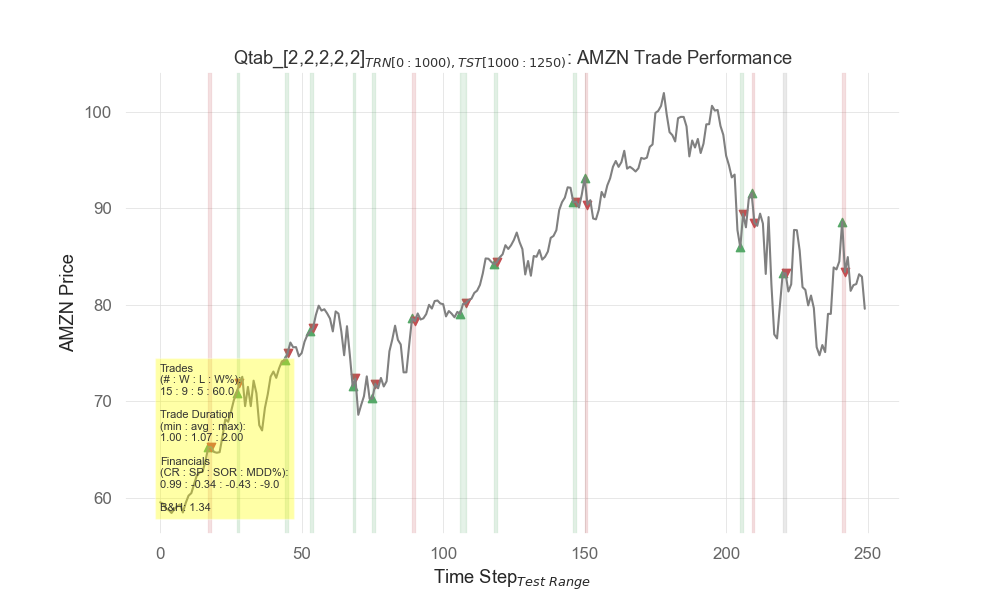 Qtab_[2,2,2,2,2]TRN[0 : 1000), TST[1000 : 1250) : AMZN Trade Performance
AMZN Price
100
90
80
70
60
Trades
(# : W : L : W%):
15 : 9 : 5 : 60.0
Trade Duration
(min : avg : max):
1.00 : 1.07 : 2.00
Financials
(CR : SP : SOR : MDD%):
0.99 : -0.34 : -0.43 : -9.0
B&H: 1.34
0 50 100 150 200 250
Time StepTest Range